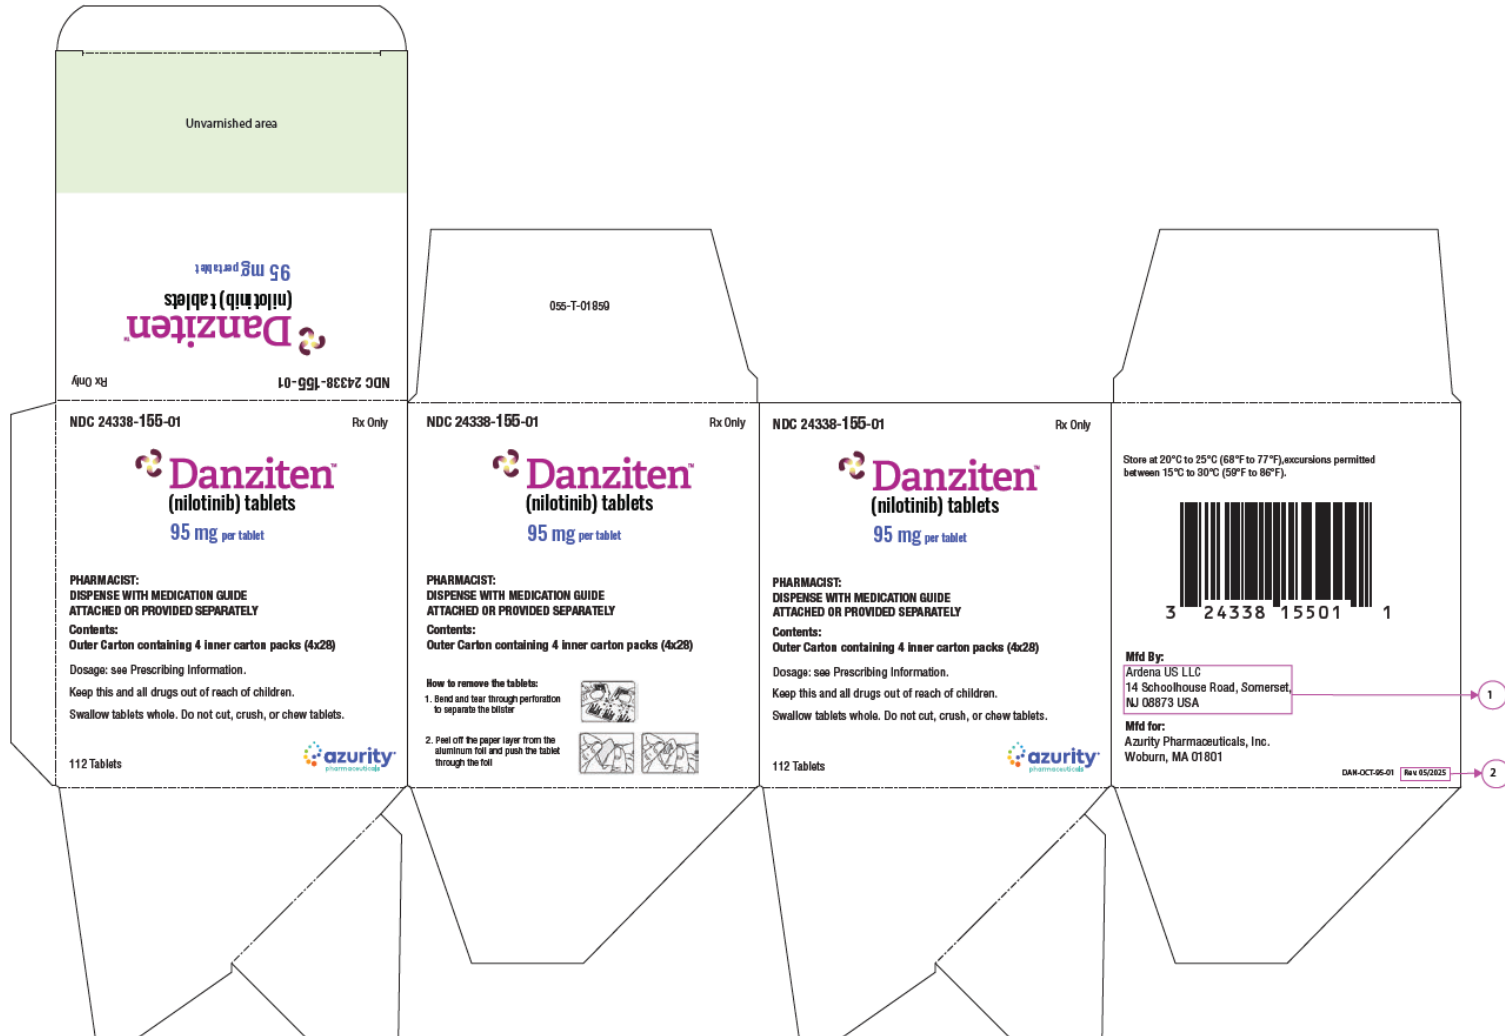 Unvarnished area
95 mg per tablet
(nilotinib) tablets
Danziten™
Rx Only
NDC 24338-155-01
055-T-01859
NDC 24338-155-01
Rx Only
Danziten™
(nilotinib) tablets
95 mg per tablet
PHARMACIST:
DISPENSE WITH MEDICATION GUIDE
ATTACHED OR PROVIDED SEPARATELY
Contents:
Outer Carton containing 4 inner carton packs (4x28)
Dosage: see Prescribing Information.
Keep this and all drugs out of reach of children.
Swallow tablets whole. Do not cut, crush, or chew tablets.
112 Tablets
azurity
pharmaceuticals
NDC 24338-155-01
Rx Only
Danziten™
(nilotinib) tablets
95 mg per tablet
PHARMACIST:
DISPENSE WITH MEDICATION GUIDE
ATTACHED OR PROVIDED SEPARATELY
Contents:
Outer Carton containing 4 inner carton packs (4x28)
How to remove the tablets:
1. Bend and tear through perforation
to separate the blister
2. Peel off the paper layer from the
aluminum foil and push the tablet
through the foil
NDC 24338-155-01
Rx Only
Danziten™
(nilotinib) tablets
95 mg per tablet
PHARMACIST:
DISPENSE WITH MEDICATION GUIDE
ATTACHED OR PROVIDED SEPARATELY
Contents:
Outer Carton containing 4 inner carton packs (4x28)
Dosage: see Prescribing Information.
Keep this and all drugs out of reach of children.
Swallow tablets whole. Do not cut, crush, or chew tablets.
112 Tablets
azurity
pharmaceuticals
Store at 20°C to 25°C (68°F to 77°F),excursions permitted
between 15°C to 30°C (59°F to 86°F).
3 24338 15501 1
Mfd By:
Ardena US LLC
14 Schoolhouse Road, Somerset,
NJ 08873 USA
1
Mfd for:
Azurity Pharmaceuticals, Inc.
Woburn, MA 01801
DAN-OCT-95-01 Rev. 05/2025
2